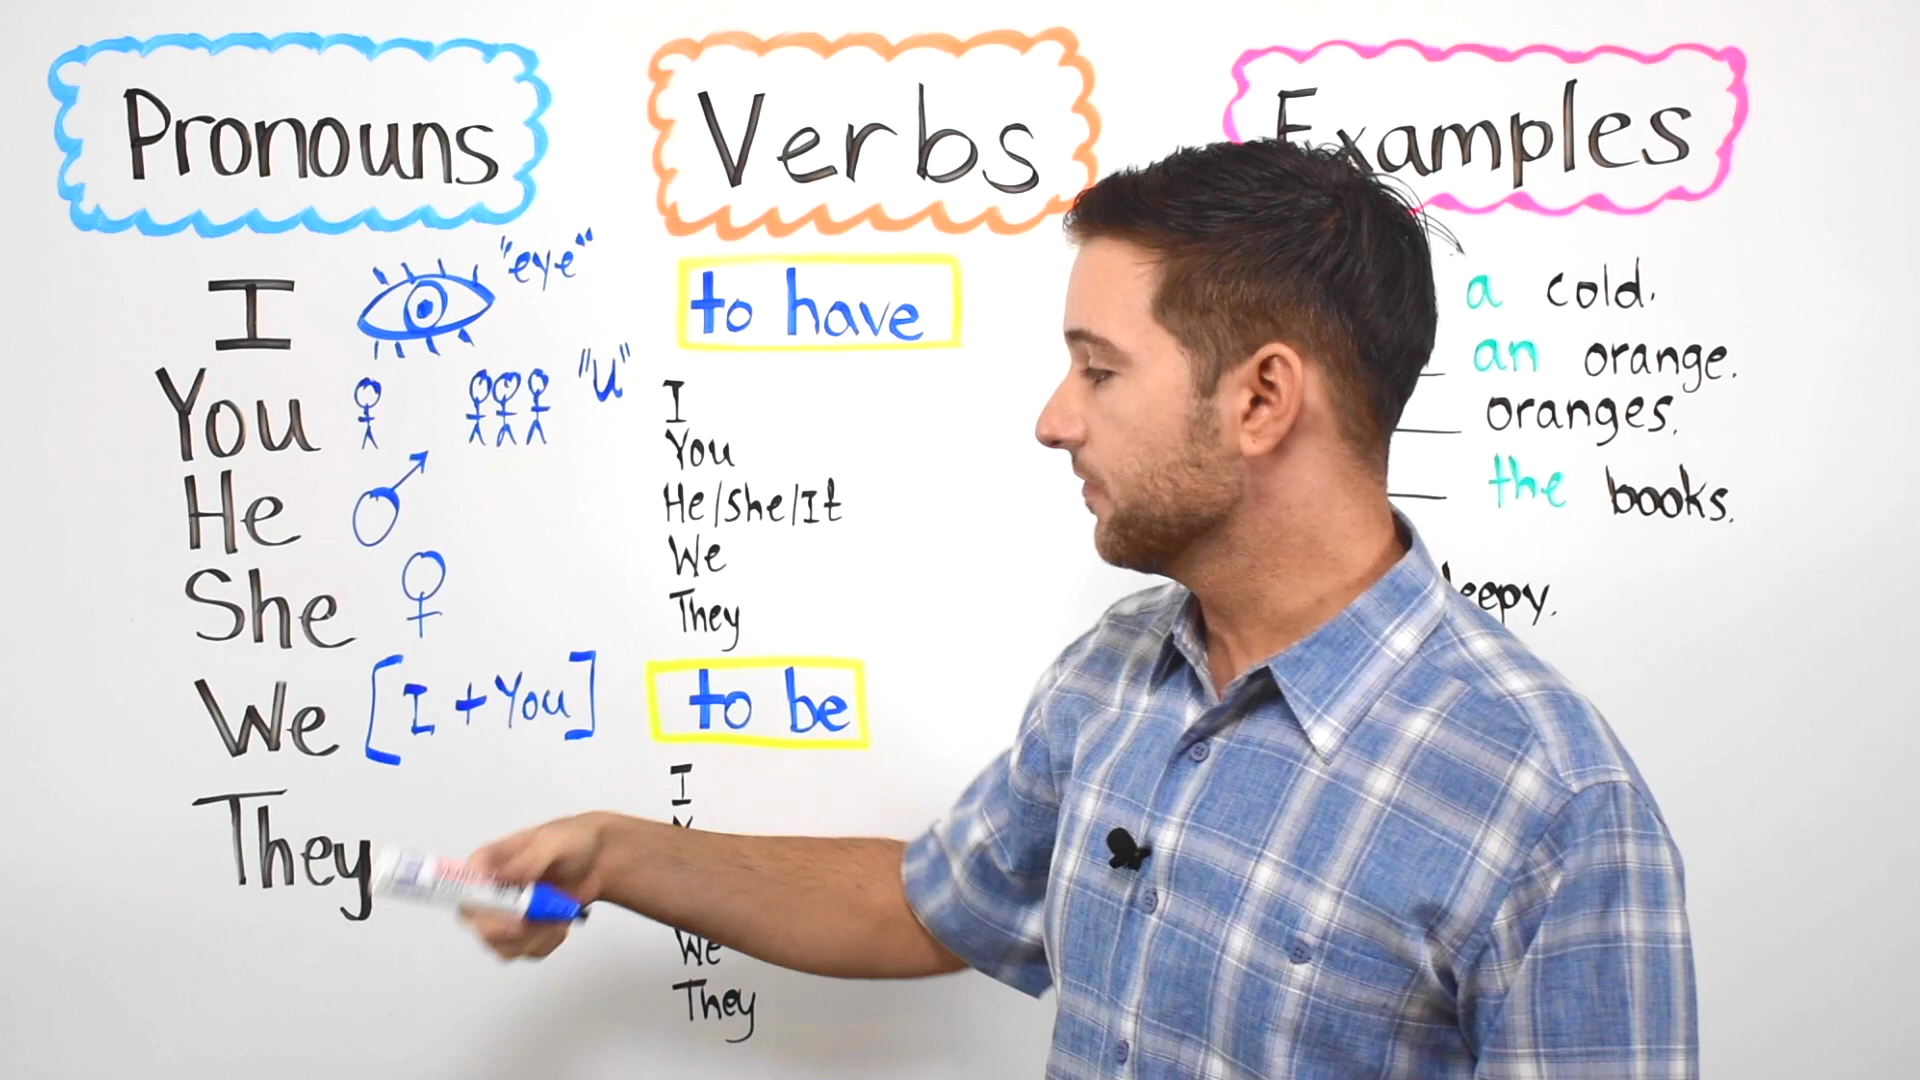 Pronouns
I "eye"
You "u"
He
She
We [I + You]
They
Verbs
to have
I
You
He/She/It
We
They
to be
I
We
They
Examples
a cold.
an orange.
oranges.
the books.